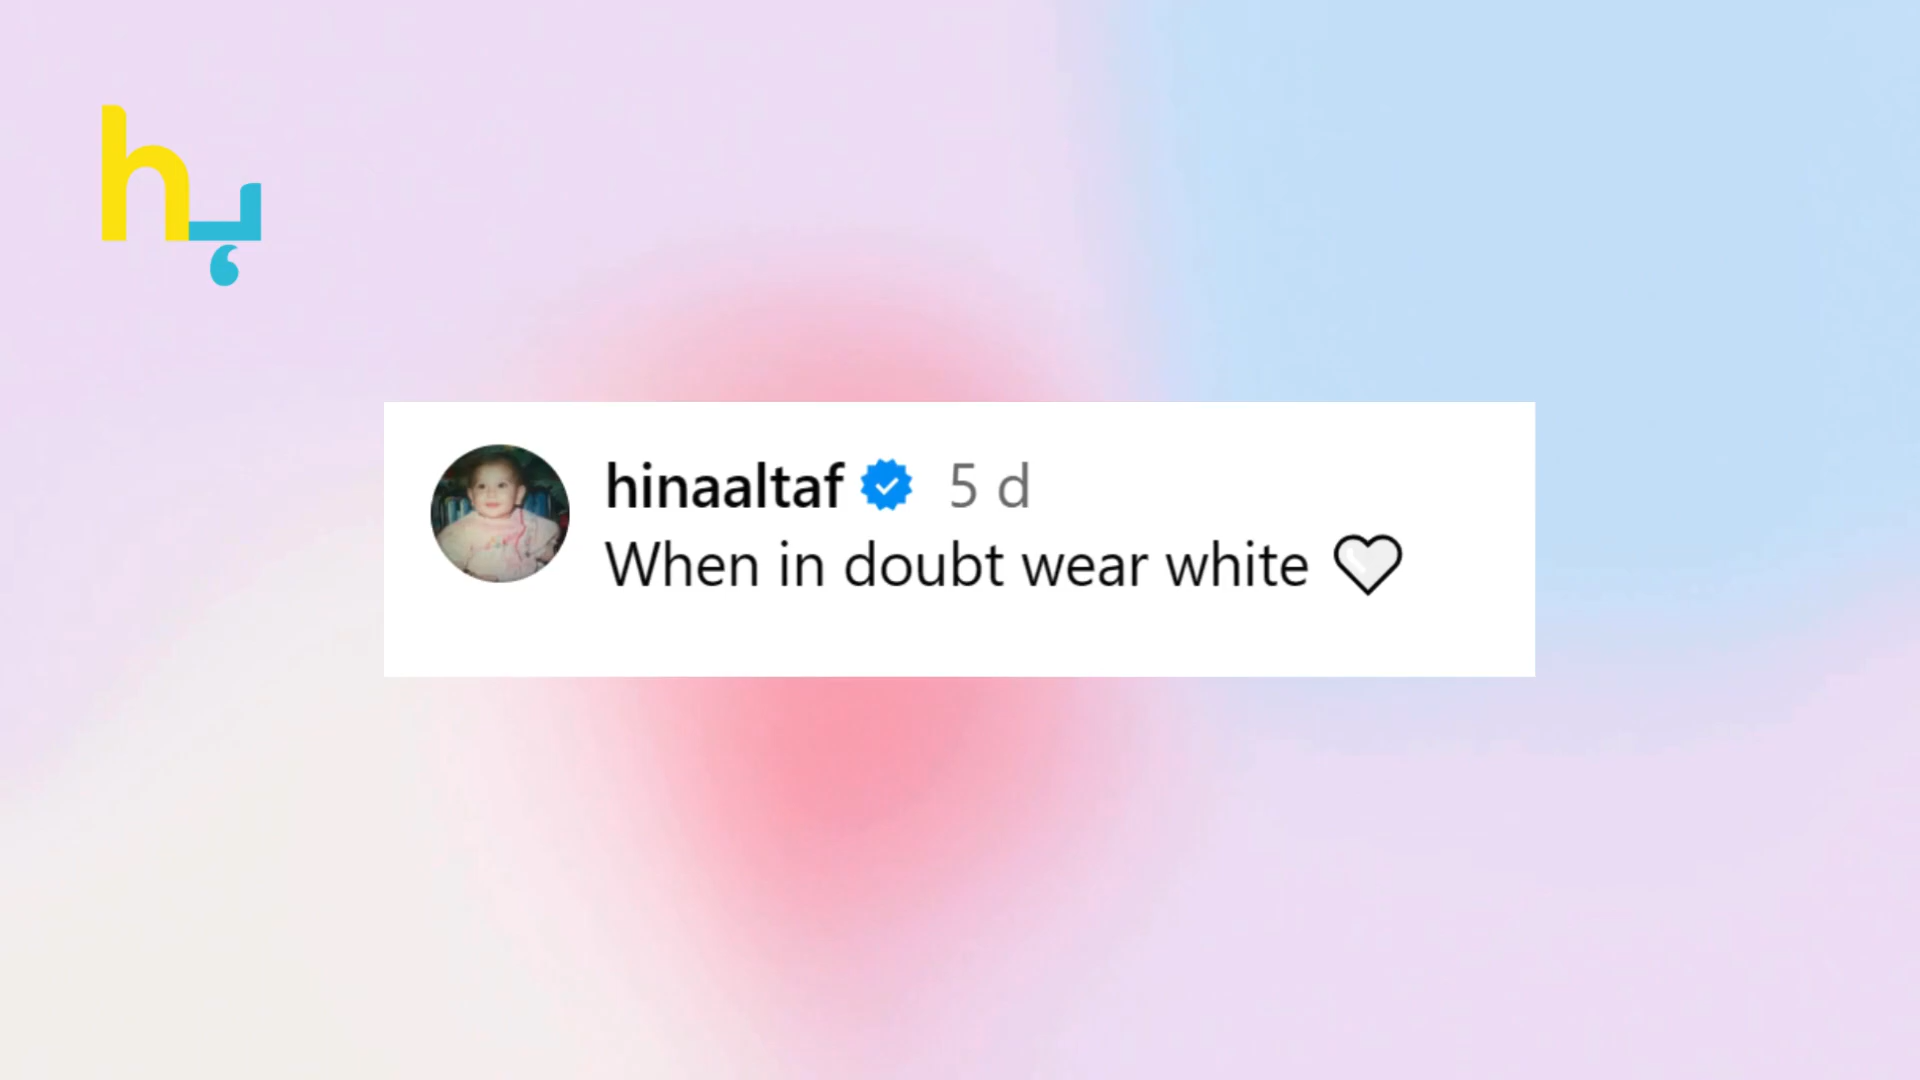 h
hinaaltaf 5 d
When in doubt wear white 🤍